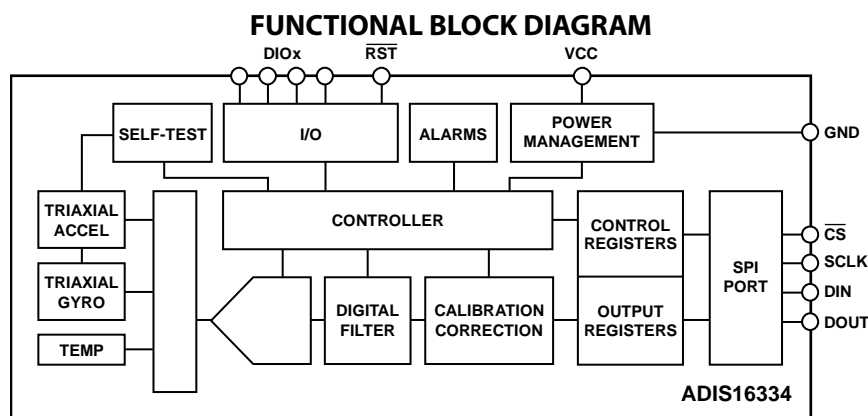 FUNCTIONAL BLOCK DIAGRAM
DIOx
RST
VCC
SELF-TEST
I/O
ALARMS
POWER
MANAGEMENT
GND
TRIAXIAL
ACCEL
CONTROLLER
CONTROL
REGISTERS
CS
SCLK
SPI
PORT
TRIAXIAL
GYRO
DIGITAL
FILTER
CALIBRATION
CORRECTION
OUTPUT
REGISTERS
DIN
DOUT
TEMP
ADIS16334